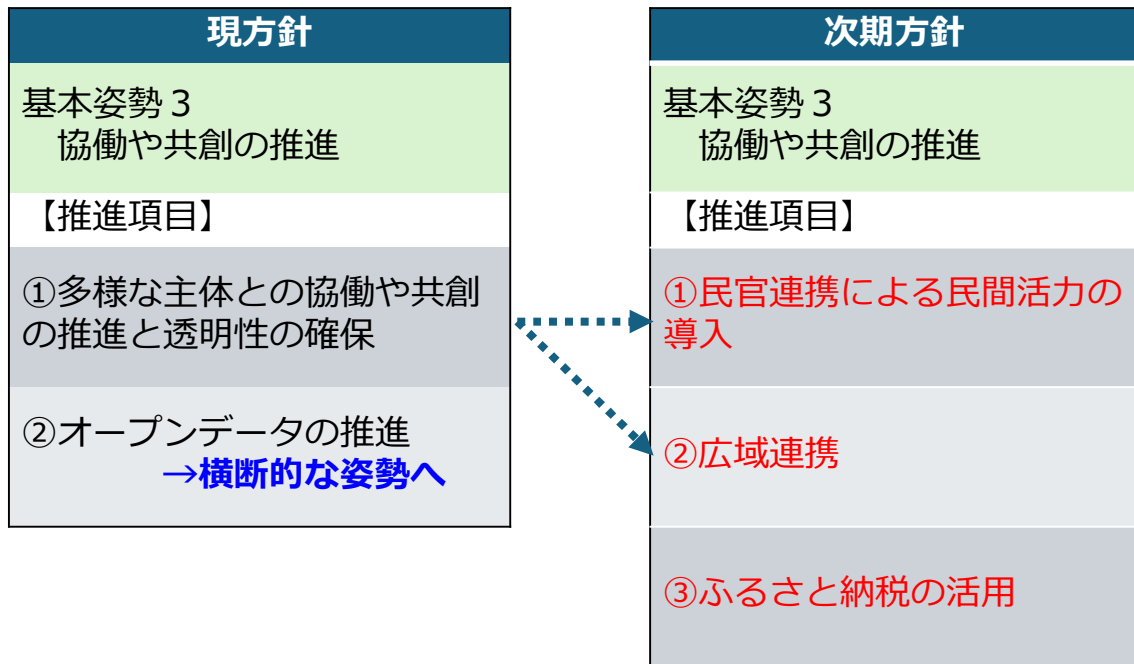 現方針
基本姿勢３
協働や共創の推進
【推進項目】
①多様な主体との協働や共創
の推進と透明性の確保
②オープンデータの推進
→横断的な姿勢へ
次期方針
基本姿勢３
協働や共創の推進
【推進項目】
①民官連携による民間活力の
導入
②広域連携
③ふるさと納税の活用